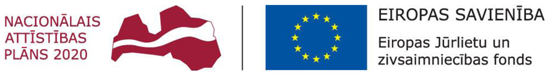 NACIONĀLAIS
ATTĪSTĪBAS
PLĀNS 2020
EIROPAS SAVIENĪBA
Eiropas Jūrlietu un
zivsaimniecības fonds